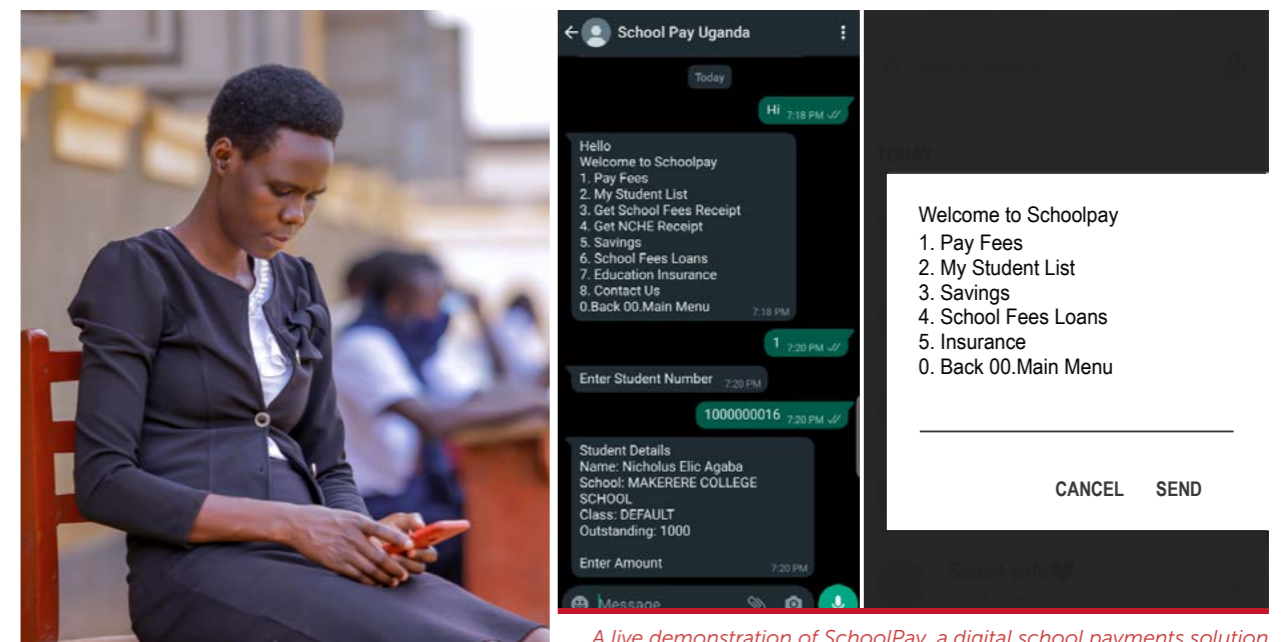 School Pay Uganda
Today
Hi 7:18 PM
Hello
Welcome to Schoolpay
1. Pay Fees
2. My Student List
3. Get School Fees Receipt
4. Get NCHE Receipt
5. Savings
6. School Fees Loans
7. Education Insurance
8. Contact Us
0.Back 00.Main Menu 7:18 PM
1 7:20 PM
Enter Student Number 7:20 PM
1000000016 7:20 PM
Student Details
Name: Nicholus Elic Agaba
School: MAKERERE COLLEGE
SCHOOL
Class: DEFAULT
Outstanding: 1000
Enter Amount 7:20 PM
Message
TODAY
Welcome to Schoolpay
1. Pay Fees
2. My Student List
3. Savings
4. School Fees Loans
5. Insurance
0. Back 00.Main Menu
CANCEL SEND
Sweet wife
A live demonstration of SchoolPay, a digital school payments solution